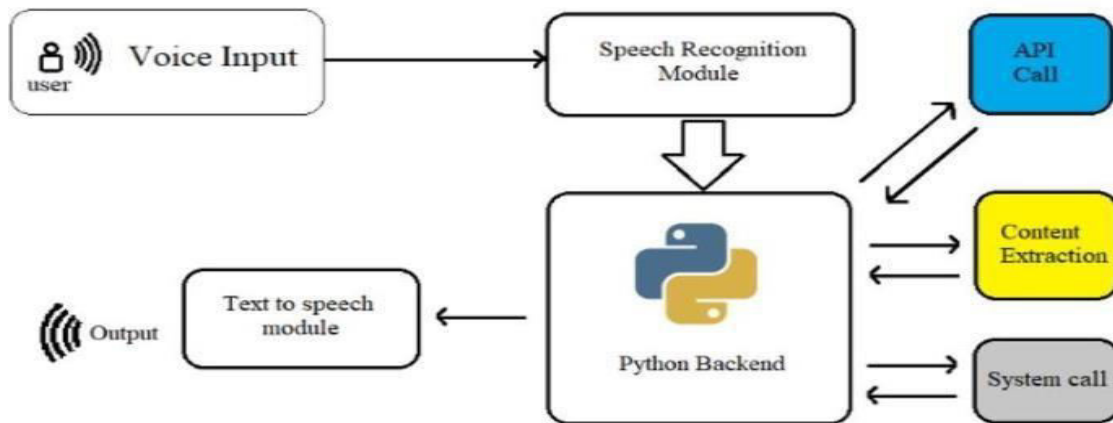 Voice Input
user
Speech Recognition
Module
API
Call
Content
Extraction
Python Backend
System call
Text to speech
module
Output